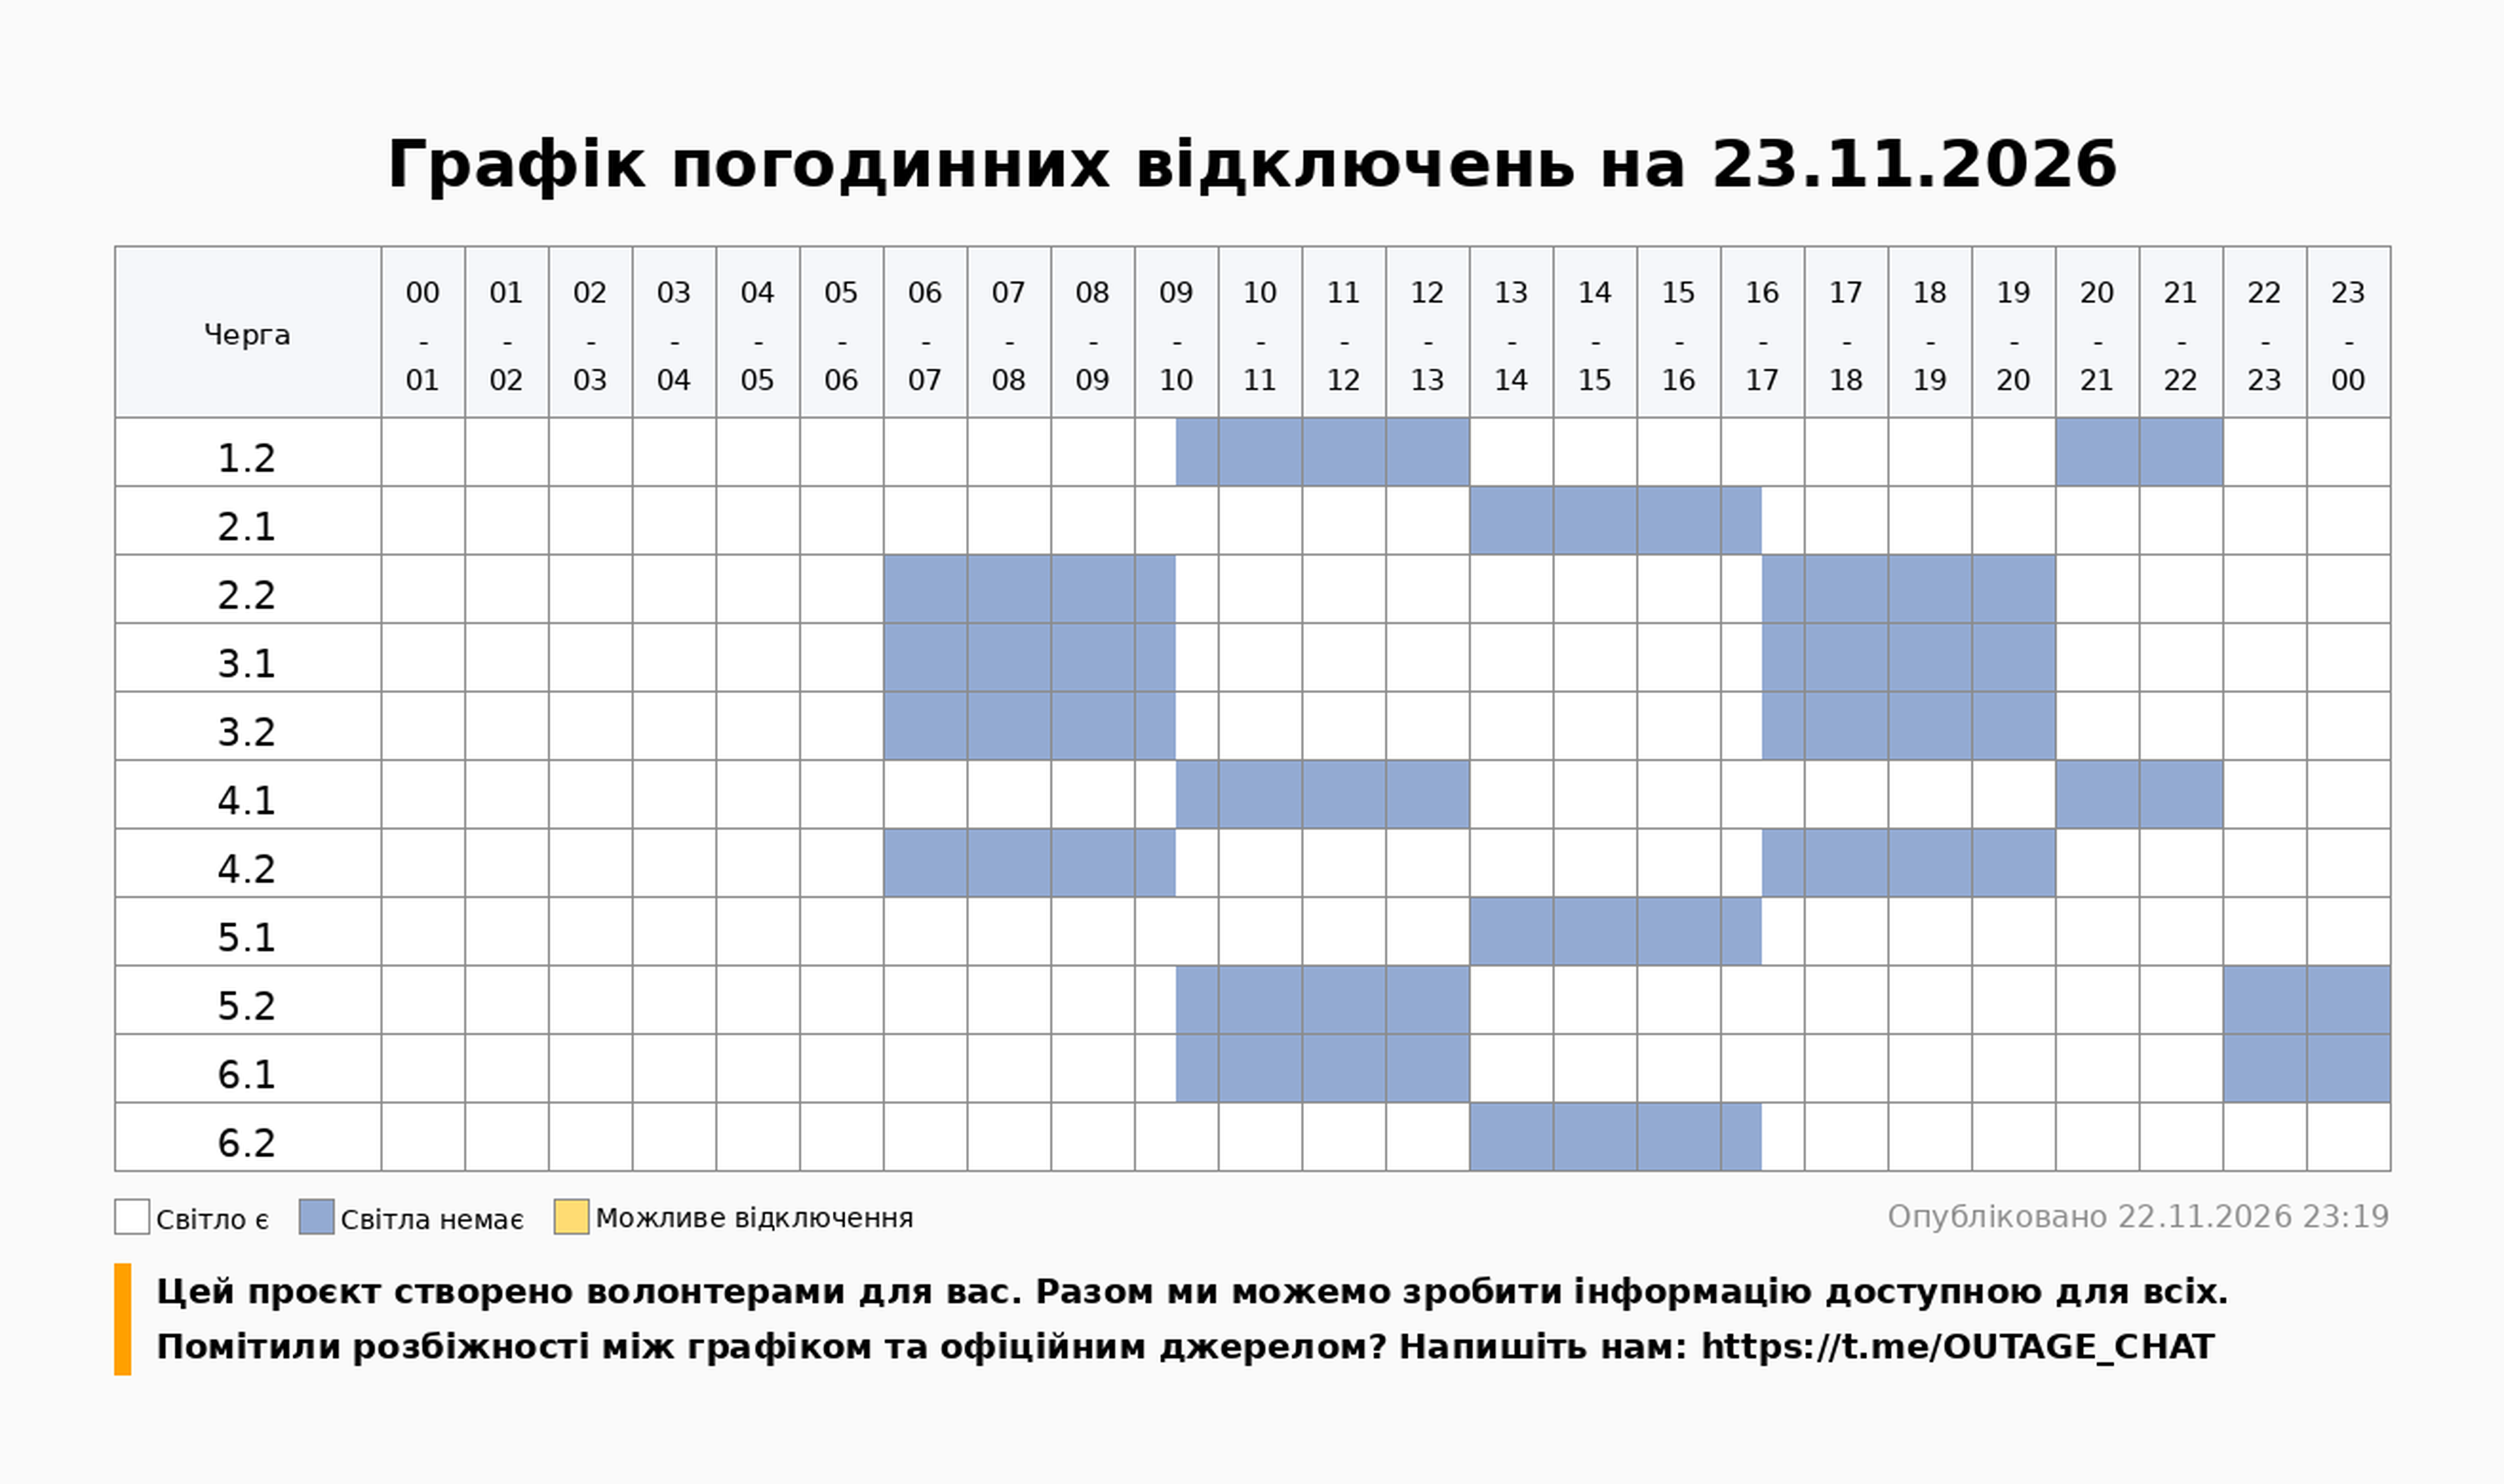 Графік погодинних відключень на 23.11.2026
Черга 00 - 01 01 - 02 02 - 03 03 - 04 04 - 05 05 - 06 06 - 07 07 - 08 08 - 09 09 - 10 10 - 11 11 - 12 12 - 13 13 - 14 14 - 15 15 - 16 16 - 17 17 - 18 18 - 19 19 - 20 20 - 21 21 - 22 22 - 23 23 - 00
1.2
2.1
2.2
3.1
3.2
4.1
4.2
5.1
5.2
6.1
6.2
Світло є Світла немає Можливе відключення Опубліковано 22.11.2026 23:19
Цей проєкт створено волонтерами для вас. Разом ми можемо зробити інформацію доступною для всіх.
Помітили розбіжності між графіком та офіційним джерелом? Напишіть нам: https://t.me/OUTAGE_CHAT